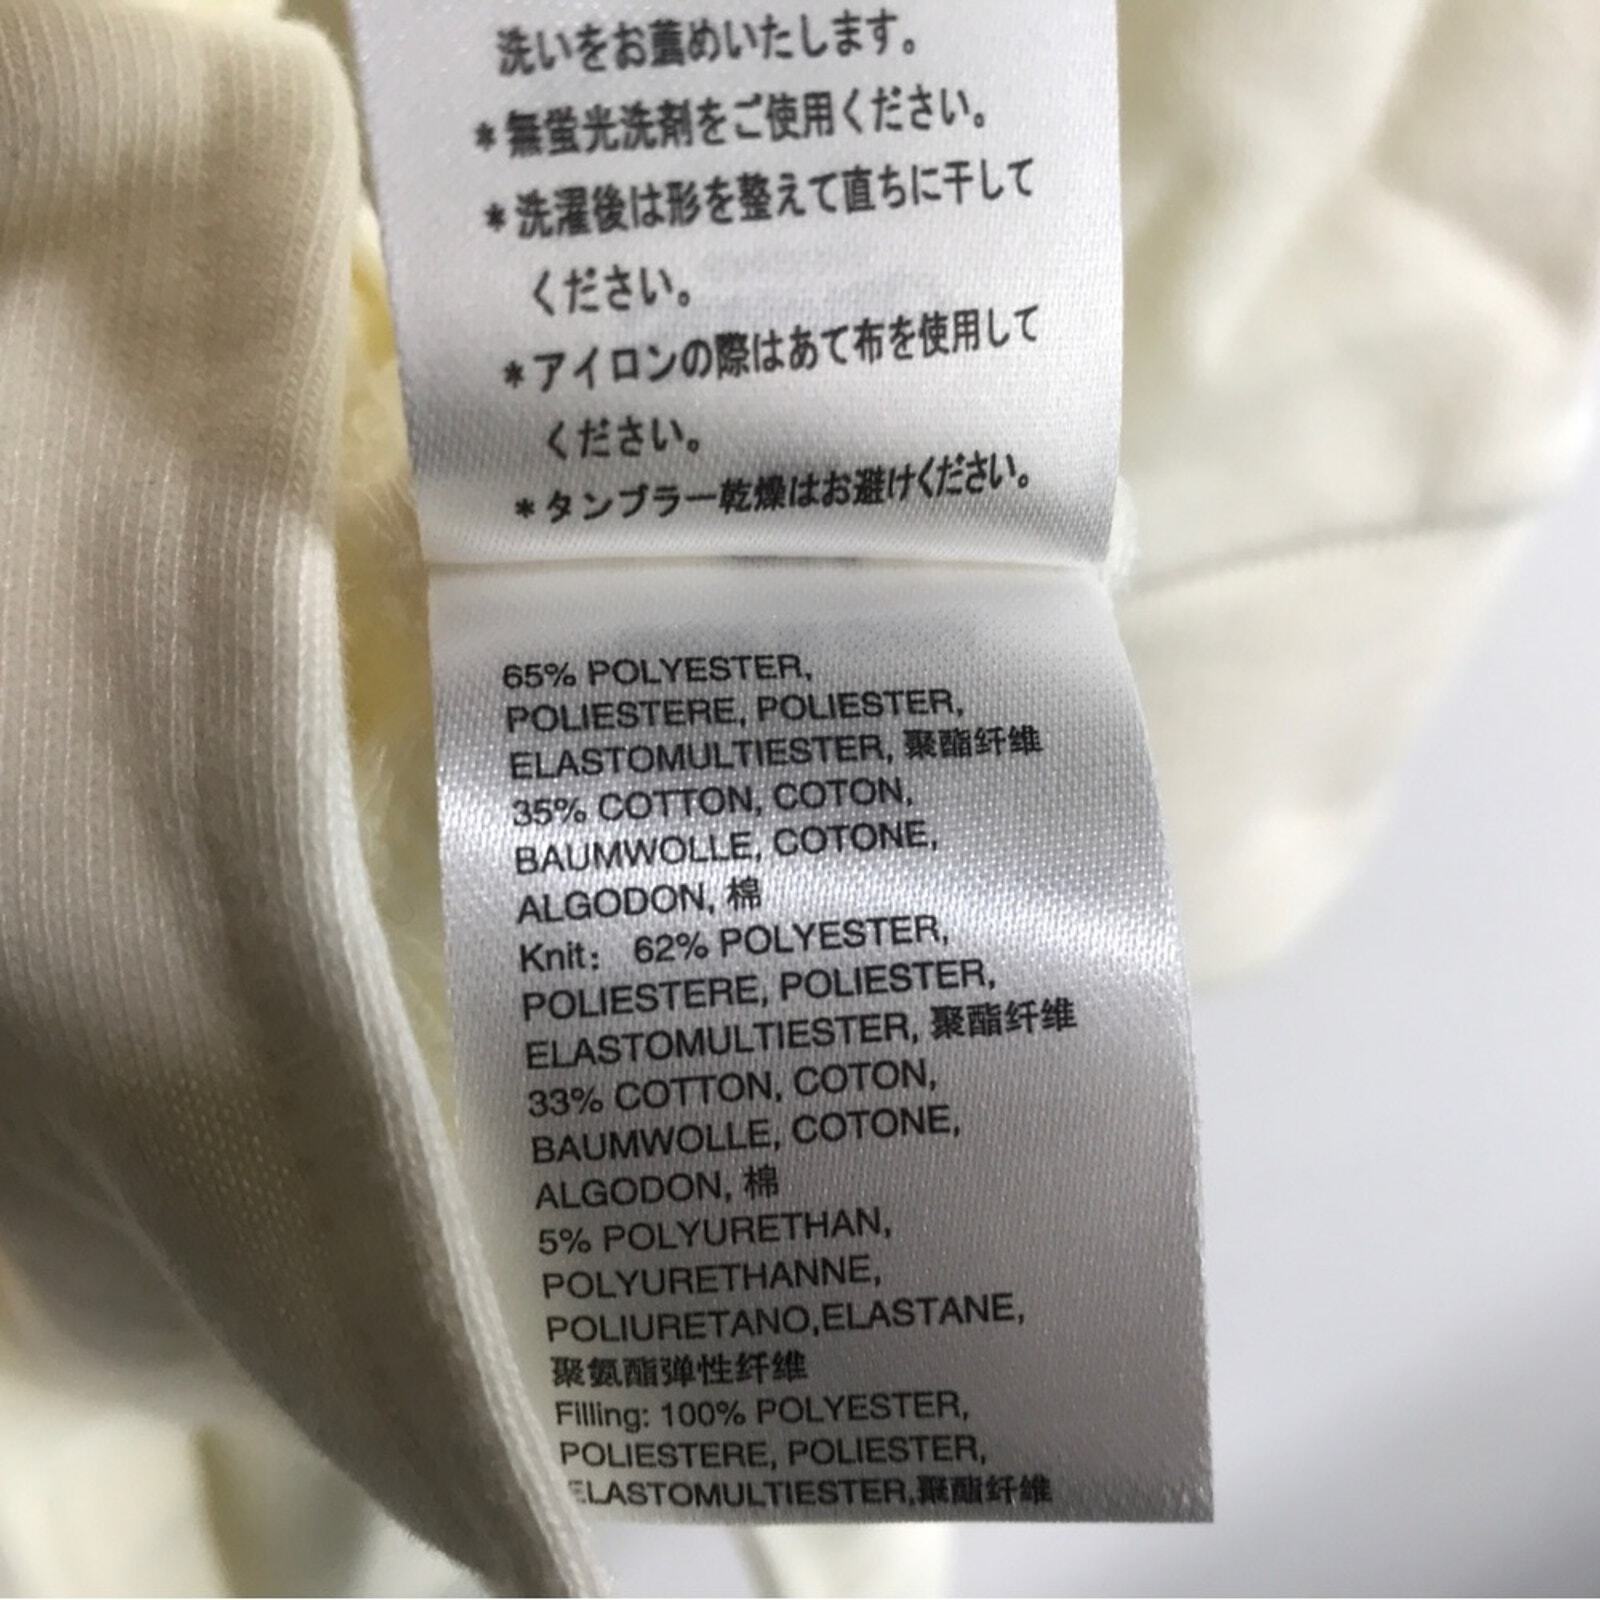 洗いをお薦めいたします。
*無蛍光洗剤をご使用ください。
*洗濯後は形を整えて直ちに干して
ください。
*アイロンの際はあて布を使用して
ください。
*タンブラー乾燥はお避けください。
65% POLYESTER,
POLIESTERE, POLIESTER,
ELASTOMULTIESTER, 聚酯纤维
35% COTTON, COTON,
BAUMWOLLE, COTONE,
ALGODON, 棉
Knit: 62% POLYESTER,
POLIESTERE, POLIESTER,
ELASTOMULTIESTER, 聚酯纤维
33% COTTON, COTON,
BAUMWOLLE, COTONE,
ALGODON, 棉
5% POLYURETHAN,
POLYURETHANNE,
POLIURETANO,ELASTANE,
聚氨酯弹性纤维
Filling: 100% POLYESTER,
POLIESTERE, POLIESTER,
ELASTOMULTIESTER,聚酯纤维